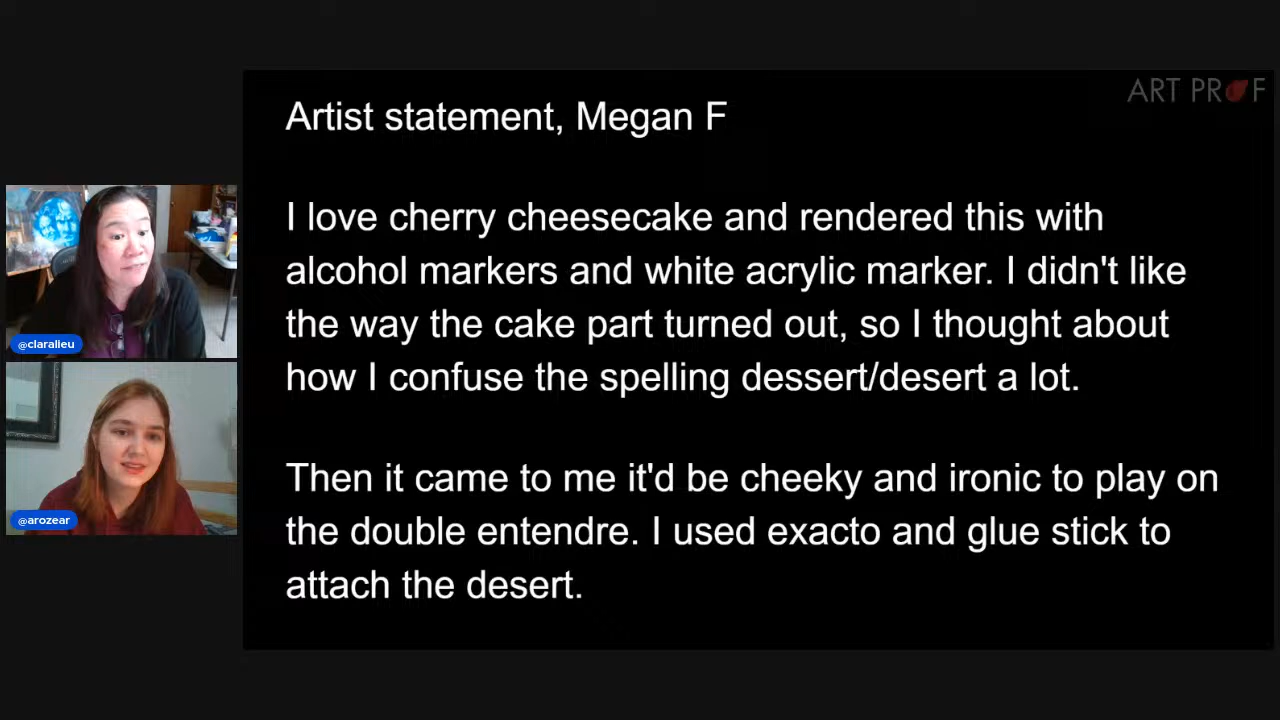 ART PROF
Artist statement, Megan F
I love cherry cheesecake and rendered this with
alcohol markers and white acrylic marker. I didn't like
the way the cake part turned out, so I thought about
how I confuse the spelling dessert/desert a lot.
Then it came to me it'd be cheeky and ironic to play on
the double entendre. I used exacto and glue stick to
attach the desert.
@claralieu
@arozear